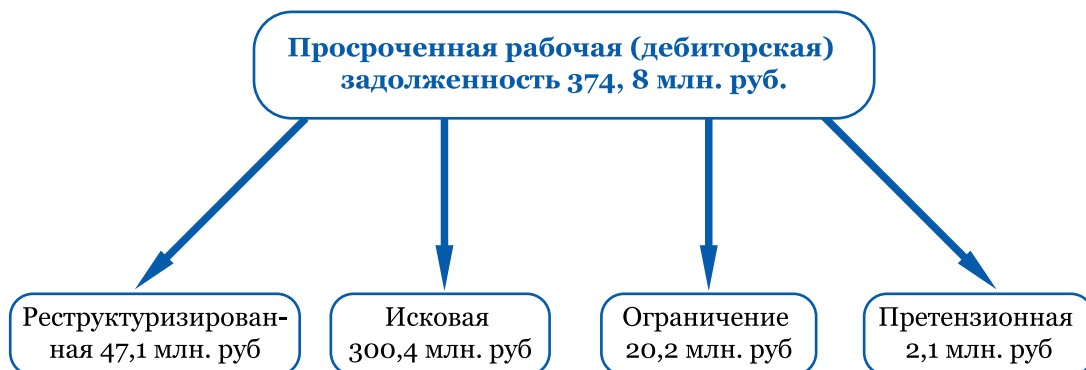 Просроченная рабочая (дебиторская)
задолженность 374, 8 млн. руб.
Реструктуризирован-
ная 47,1 млн. руб
Исковая
300,4 млн. руб
Ограничение
20,2 млн. руб
Претензионная
2,1 млн. руб